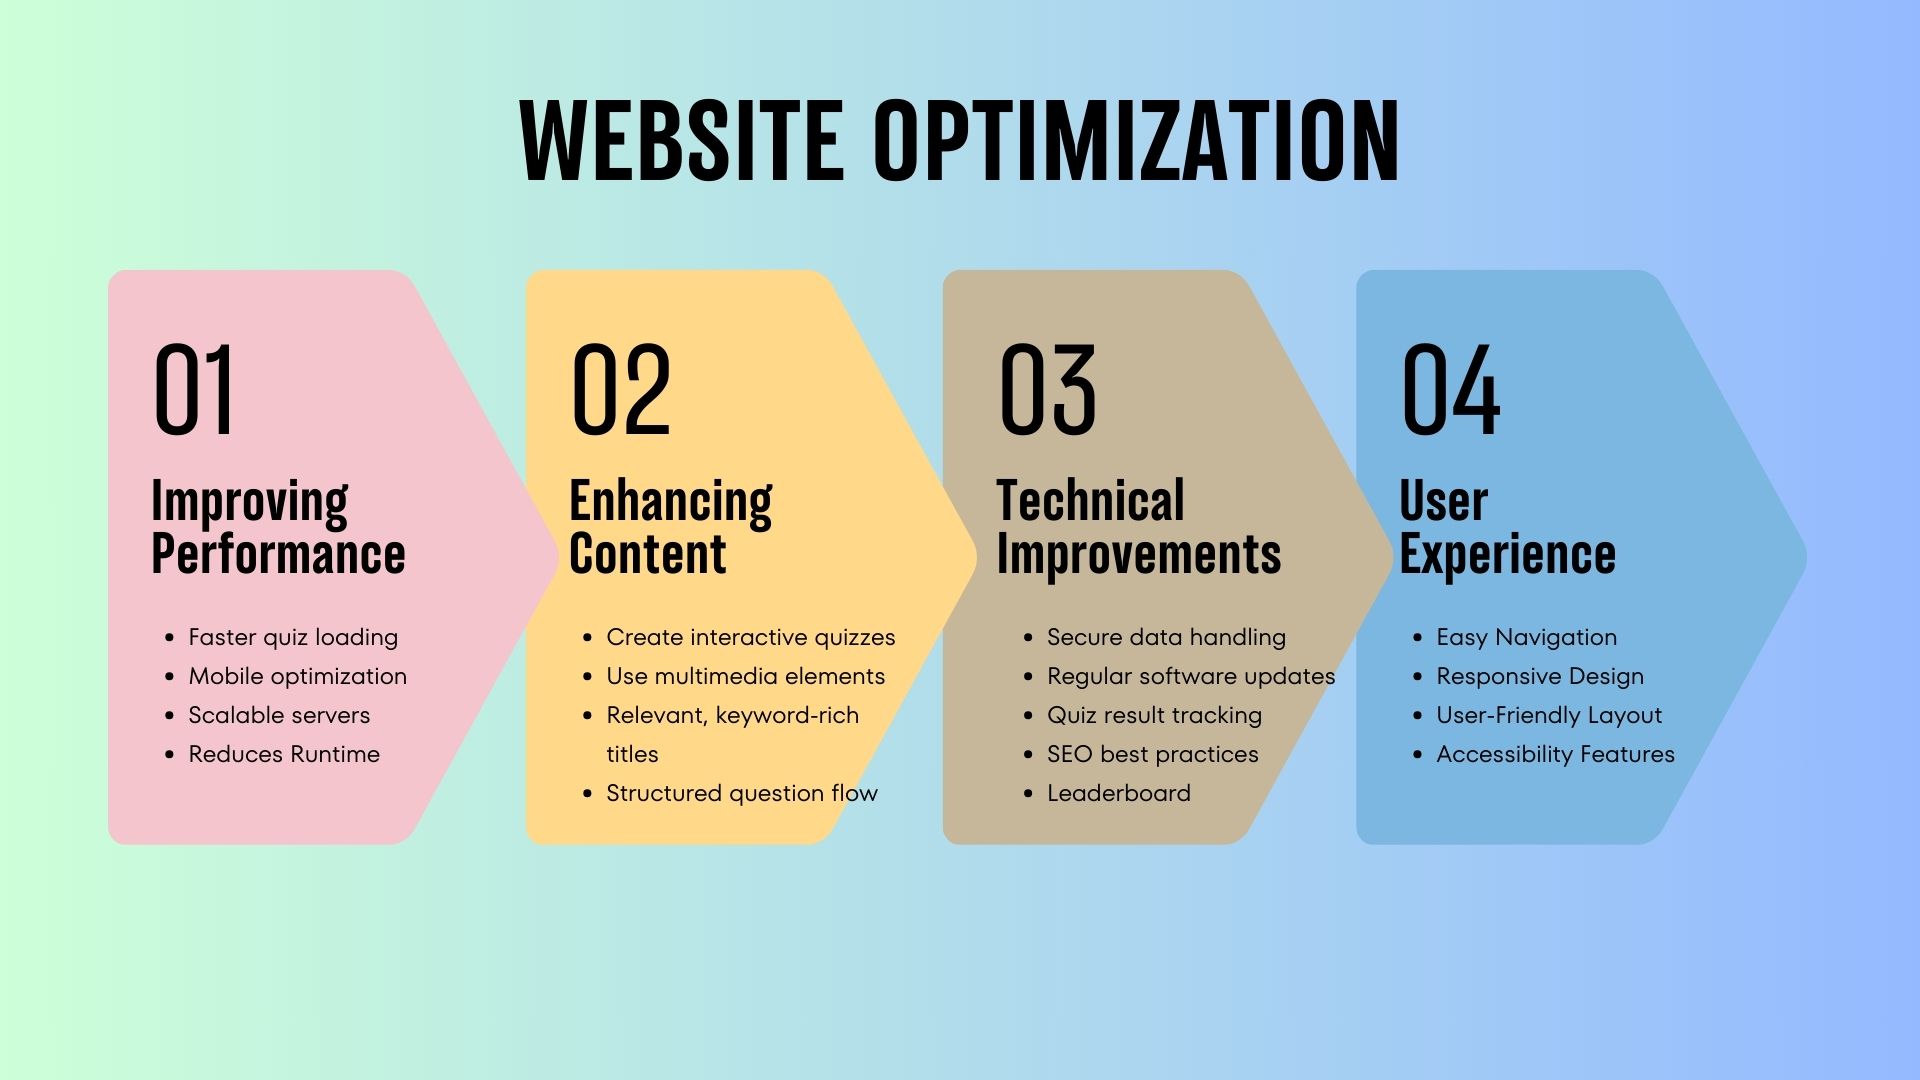 WEBSITE OPTIMIZATION
01
Improving
Performance
• Faster quiz loading
• Mobile optimization
• Scalable servers
• Reduces Runtime
02
Enhancing
Content
• Create interactive quizzes
• Use multimedia elements
• Relevant, keyword-rich
titles
• Structured question flow
03
Technical
Improvements
• Secure data handling
• Regular software updates
• Quiz result tracking
• SEO best practices
• Leaderboard
04
User
Experience
• Easy Navigation
• Responsive Design
• User-Friendly Layout
• Accessibility Features